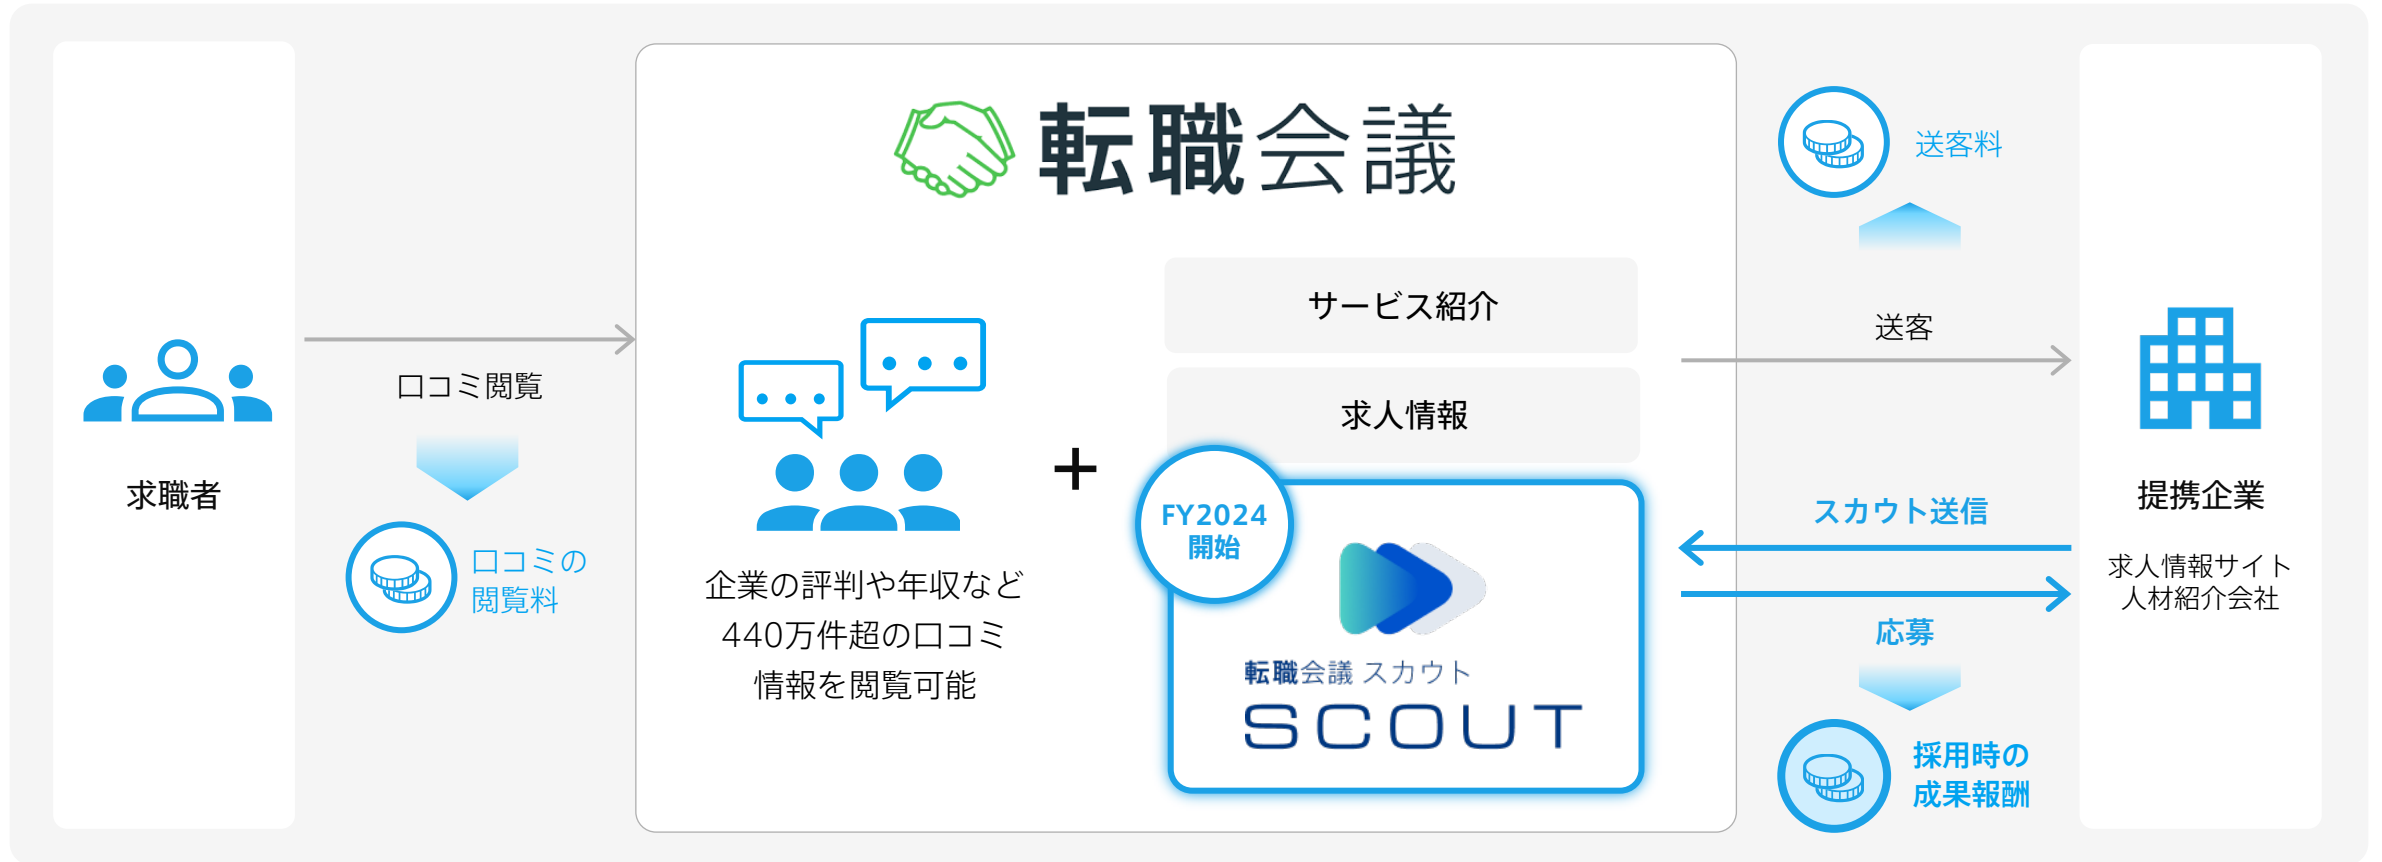 求職者
口コミ閲覧
口コミの
閲覧料
転職会議
企業の評判や年収など
440万件超の口コミ
情報を閲覧可能
+
サービス紹介
求人情報
FY2024
開始
転職会議 スカウト
SCOUT
送客料
送客
スカウト送信
応募
採用時の
成果報酬
提携企業
求人情報サイト
人材紹介会社